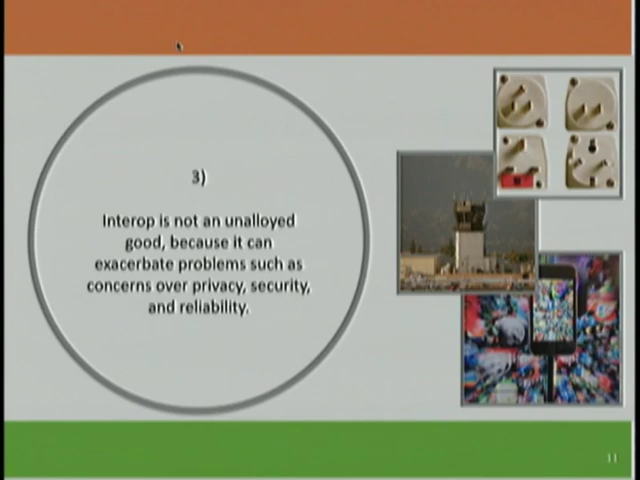 3)
Interop is not an unalloyed
good, because it can
exacerbate problems such as
concerns over privacy, security,
and reliability.
11